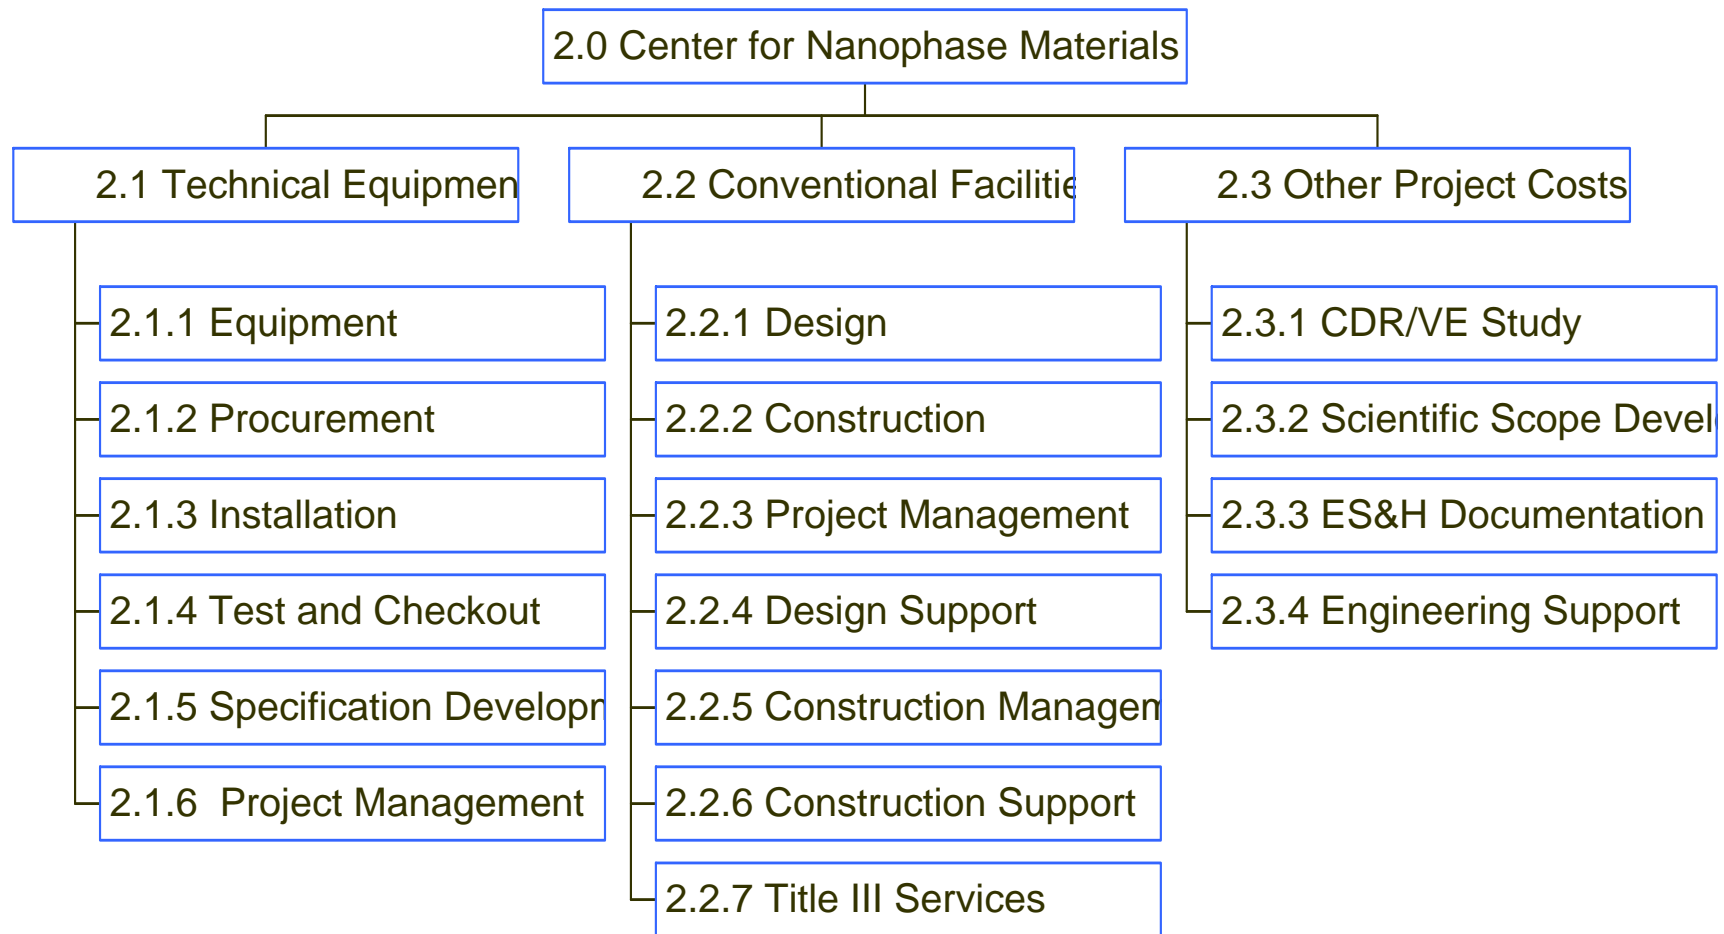 2.0 Center for Nanophase Materials
2.1 Technical Equipmen
2.2 Conventional Facilitie
2.3 Other Project Costs
2.1.1 Equipment
2.1.2 Procurement
2.1.3 Installation
2.1.4 Test and Checkout
2.1.5 Specification Developm
2.1.6 Project Management
2.2.1 Design
2.2.2 Construction
2.2.3 Project Management
2.2.4 Design Support
2.2.5 Construction Managem
2.2.6 Construction Support
2.2.7 Title III Services
2.3.1 CDR/VE Study
2.3.2 Scientific Scope Develo
2.3.3 ES&H Documentation
2.3.4 Engineering Support